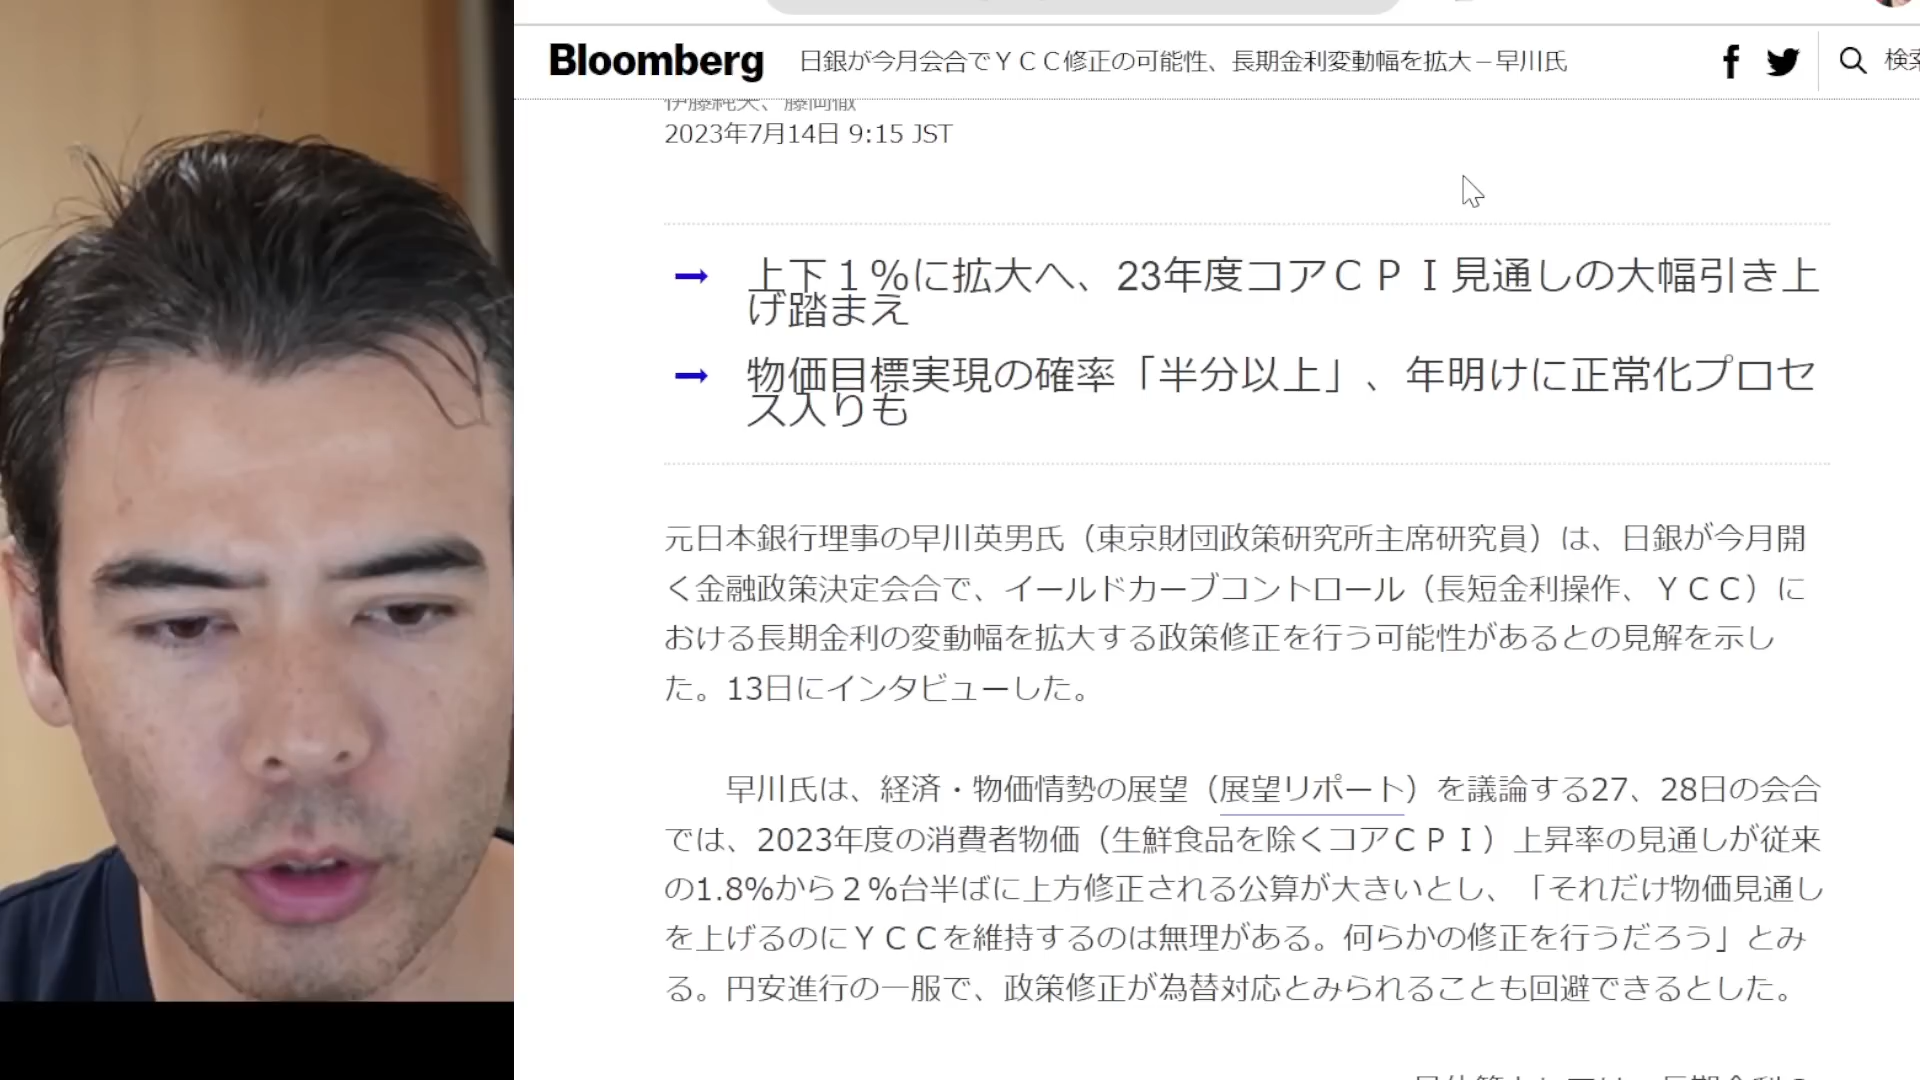 Bloomberg
日銀が今月会合でＹＣＣ修正の可能性、長期金利変動幅を拡大－早川氏
検索
伊藤純夫、藤岡徹
2023年7月14日 9:15 JST
上下１％に拡大へ、23年度コアＣＰＩ見通しの大幅引き上
げ踏まえ
物価目標実現の確率「半分以上」、年明けに正常化プロセ
ス入りも
元日本銀行理事の早川英男氏（東京財団政策研究所主席研究員）は、日銀が今月開
く金融政策決定会合で、イールドカーブコントロール（長短金利操作、ＹＣＣ）に
おける長期金利の変動幅を拡大する政策修正を行う可能性があるとの見解を示し
た。13日にインタビューした。
早川氏は、経済・物価情勢の展望（展望リポート）を議論する27、28日の会合
では、2023年度の消費者物価（生鮮食品を除くコアＣＰＩ）上昇率の見通しが従来
の1.8%から２%台半ばに上方修正される公算が大きいとし、「それだけ物価見通し
を上げるのにＹＣＣを維持するのは無理がある。何らかの修正を行うだろう」とみ
る。円安進行の一服で、政策修正が為替対応とみられることも回避できるとした。